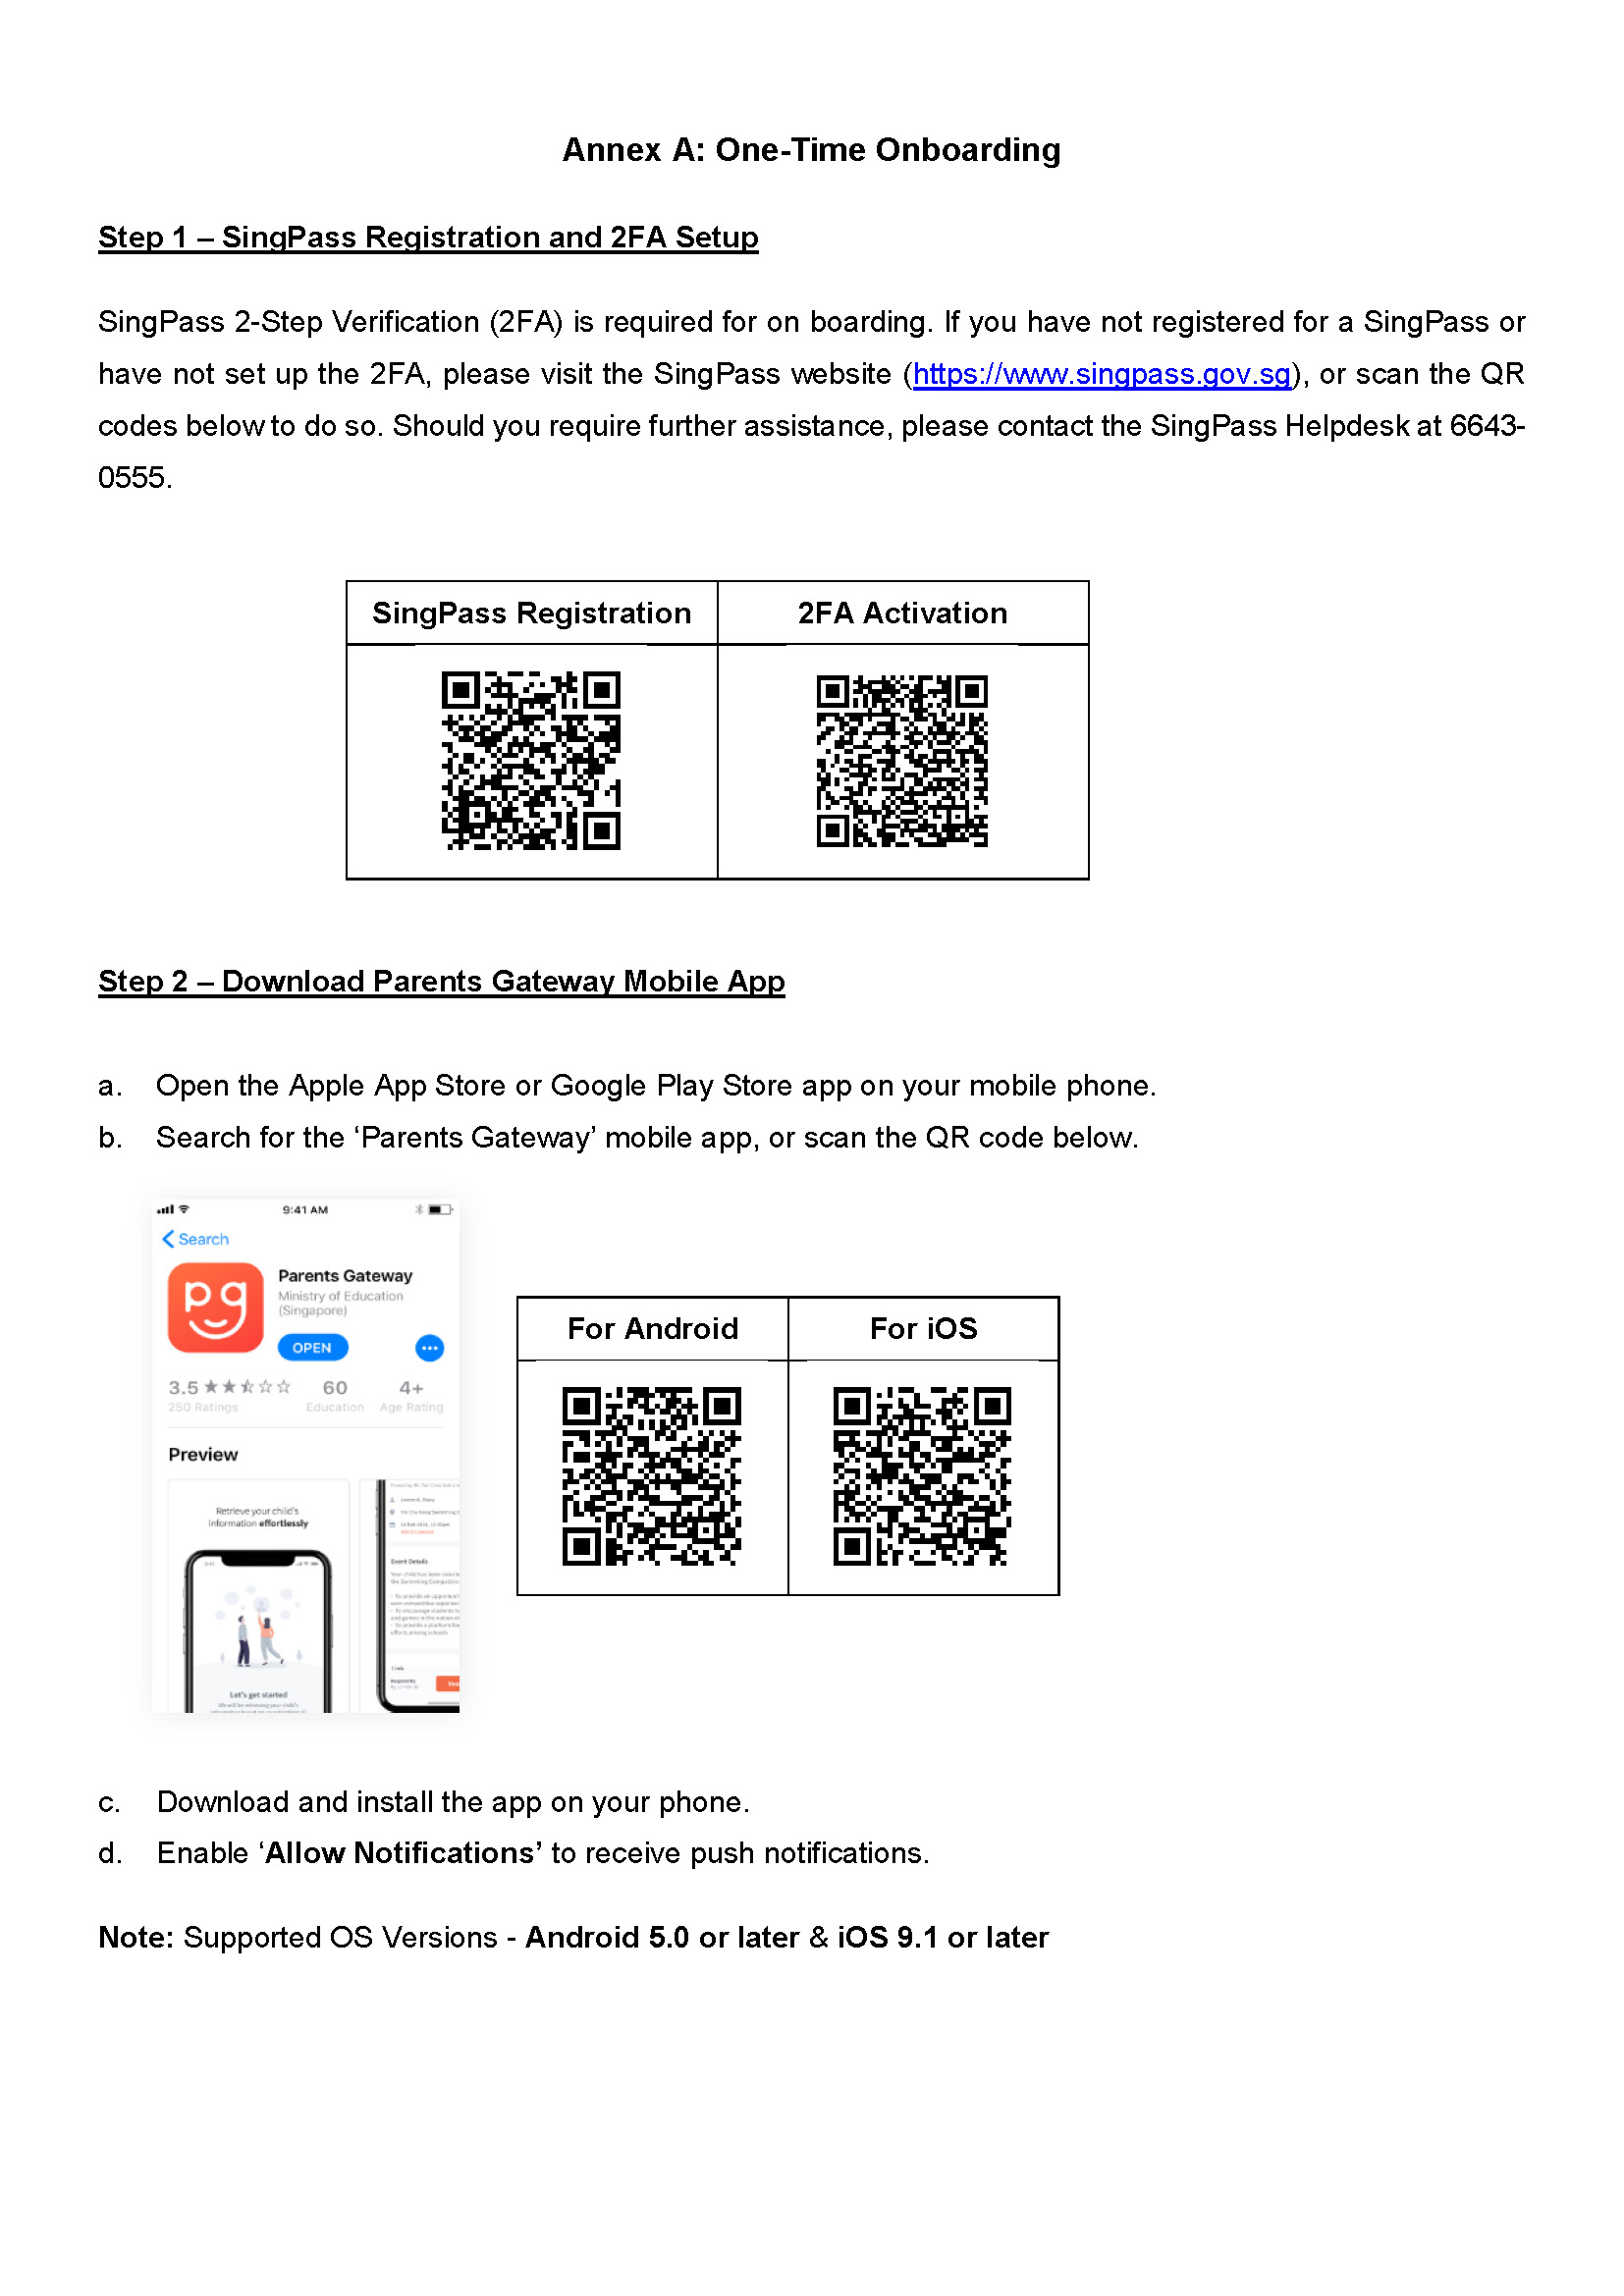 Annex A: One-Time Onboarding
Step 1 – SingPass Registration and 2FA Setup
SingPass 2-Step Verification (2FA) is required for on boarding. If you have not registered for a SingPass or
have not set up the 2FA, please visit the SingPass website (https://www.singpass.gov.sg), or scan the QR
codes below to do so. Should you require further assistance, please contact the SingPass Helpdesk at 6643-
0555.
SingPass Registration
2FA Activation
Step 2 – Download Parents Gateway Mobile App
a. Open the Apple App Store or Google Play Store app on your mobile phone.
b. Search for the ‘Parents Gateway’ mobile app, or scan the QR code below.
9:41 AM
Search
pg
Parents Gateway
Ministry of Education
(Singapore)
OPEN
3.5
60
4+
250 Ratings
Education
Age Rating
Preview
Retrieve your child's
information effortlessly
Let's get started
We will be retrieving your child's
Event Details
For Android
For iOS
c. Download and install the app on your phone.
d. Enable ‘Allow Notifications’ to receive push notifications.
Note: Supported OS Versions - Android 5.0 or later & iOS 9.1 or later